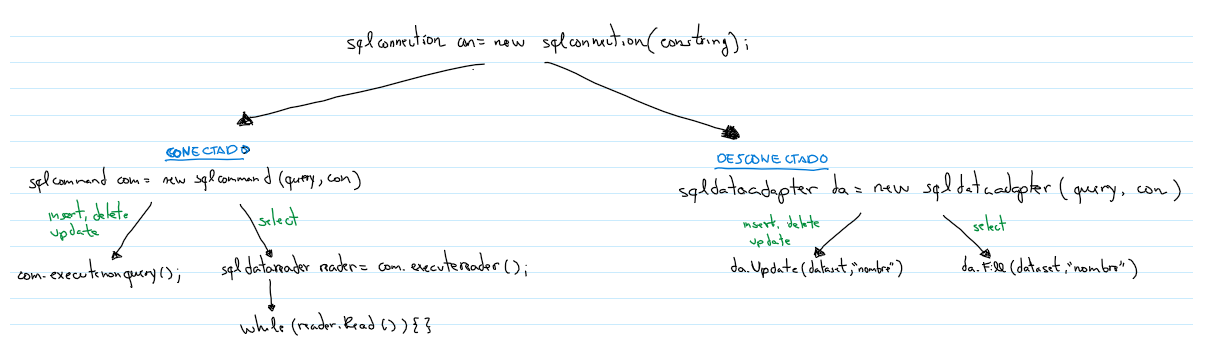 sqlconnection con = new sqlconnection(constring);
CONECTADO
sqlcommand com = new sqlcommand (query, con)
insert, delete
update
select
com.executenonquery();
sqldatareader reader = com.executereader();
while (reader.Read()) { }
DESCONECTADO
sqldataadapter da = new sqldataadapter (query, con)
insert, delete
update
select
da.Update(dataset,"nombre")
da.Fill(dataset,"nombre")